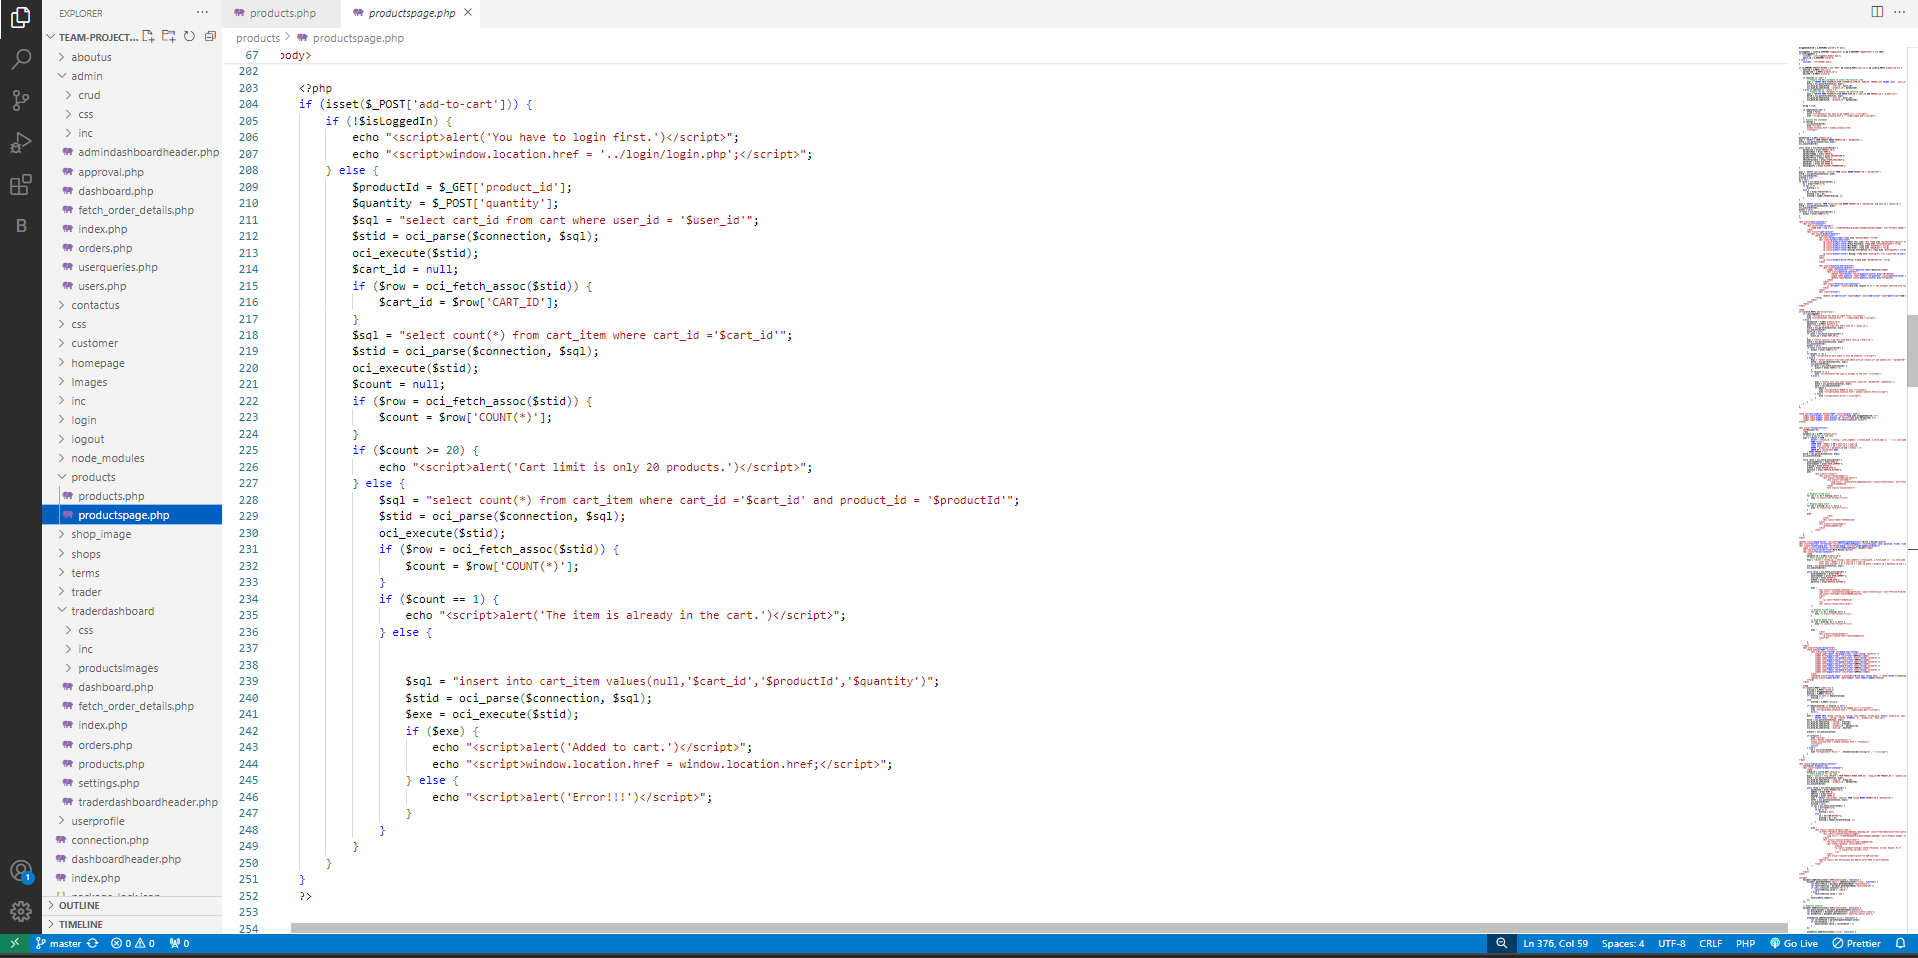 EXPLORER
TEAM-PROJECT...
aboutus
admin
crud
css
inc
admindashboardheader.php
approval.php
dashboard.php
fetch_order_details.php
index.php
orders.php
userqueries.php
users.php
contactus
css
customer
homepage
Images
inc
login
logout
node_modules
products
products.php
productspage.php
shop_image
shops
terms
trader
traderdashboard
css
inc
productsImages
dashboard.php
fetch_order_details.php
index.php
orders.php
products.php
settings.php
traderdashboardheader.php
userprofile
connection.php
dashboardheader.php
index.php
OUTLINE
TIMELINE
products.php
productspage.php
products > productspage.php
67 body>
202
203 <?php
204 if (isset($_POST['add-to-cart'])) {
205 if (!$isLoggedIn) {
206 echo "<script>alert('You have to login first.')</script>";
207 echo "<script>window.location.href = '../login/login.php';</script>";
208 } else {
209 $productId = $_GET['product_id'];
210 $quantity = $_POST['quantity'];
211 $sql = "select cart_id from cart where user_id = '$user_id'";
212 $stid = oci_parse($connection, $sql);
213 oci_execute($stid);
214 $cart_id = null;
215 if ($row = oci_fetch_assoc($stid)) {
216 $cart_id = $row['CART_ID'];
217 }
218 $sql = "select count(*) from cart_item where cart_id ='$cart_id'";
219 $stid = oci_parse($connection, $sql);
220 oci_execute($stid);
221 $count = null;
222 if ($row = oci_fetch_assoc($stid)) {
223 $count = $row['COUNT(*)'];
224 }
225 if ($count >= 20) {
226 echo "<script>alert('Cart limit is only 20 products.')</script>";
227 } else {
228 $sql = "select count(*) from cart_item where cart_id ='$cart_id' and product_id = '$productId'";
229 $stid = oci_parse($connection, $sql);
230 oci_execute($stid);
231 if ($row = oci_fetch_assoc($stid)) {
232 $count = $row['COUNT(*)'];
233 }
234 if ($count == 1) {
235 echo "<script>alert('The item is already in the cart.')</script>";
236 } else {
237
238
239 $sql = "insert into cart_item values(null,'$cart_id','$productId','$quantity')";
240 $stid = oci_parse($connection, $sql);
241 $exe = oci_execute($stid);
242 if ($exe) {
243 echo "<script>alert('Added to cart.')</script>";
244 echo "<script>window.location.href = window.location.href;</script>";
245 } else {
246 echo "<script>alert('Error!!!')</script>";
247 }
248 }
249 }
250 }
251 }
252 ?>
253
254
B
1
master
0 0
0
Ln 376, Col 59
Spaces: 4
UTF-8
CRLF
PHP
Go Live
Prettier